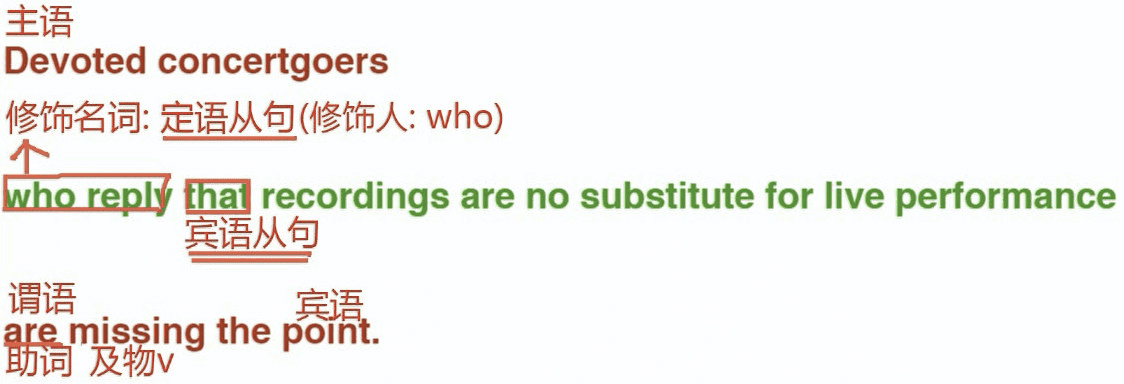 主语
Devoted concertgoers
修饰名词: 定语从句(修饰人: who)
who reply that recordings are no substitute for live performance
宾语从句
谓语 宾语
are missing the point.
助词 及物v